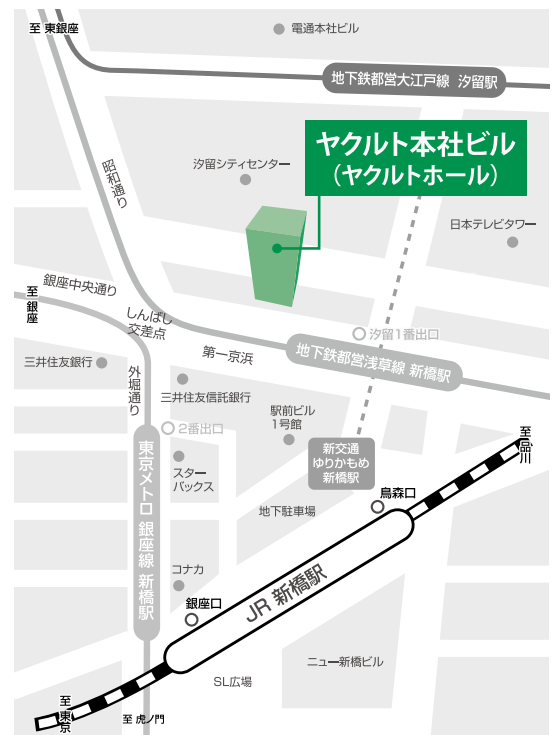 至 東銀座
電通本社ビル
地下鉄都営大江戸線 汐留駅
ヤクルト本社ビル
（ヤクルトホール）
汐留シティセンター
昭和通り
日本テレビタワー
銀座中央通り
至 銀座
しんばし
交差点
汐留1番出口
第一京浜
地下鉄都営浅草線 新橋駅
三井住友銀行
外堀通り
三井住友信託銀行
駅前ビル
1号館
2番出口
至 品川
新交通
ゆりかもめ
新橋駅
東京メトロ 銀座線 新橋駅
スター
バックス
烏森口
地下駐車場
コナカ
銀座口
JR 新橋駅
ニュー新橋ビル
SL広場
至 東京
至 虎ノ門